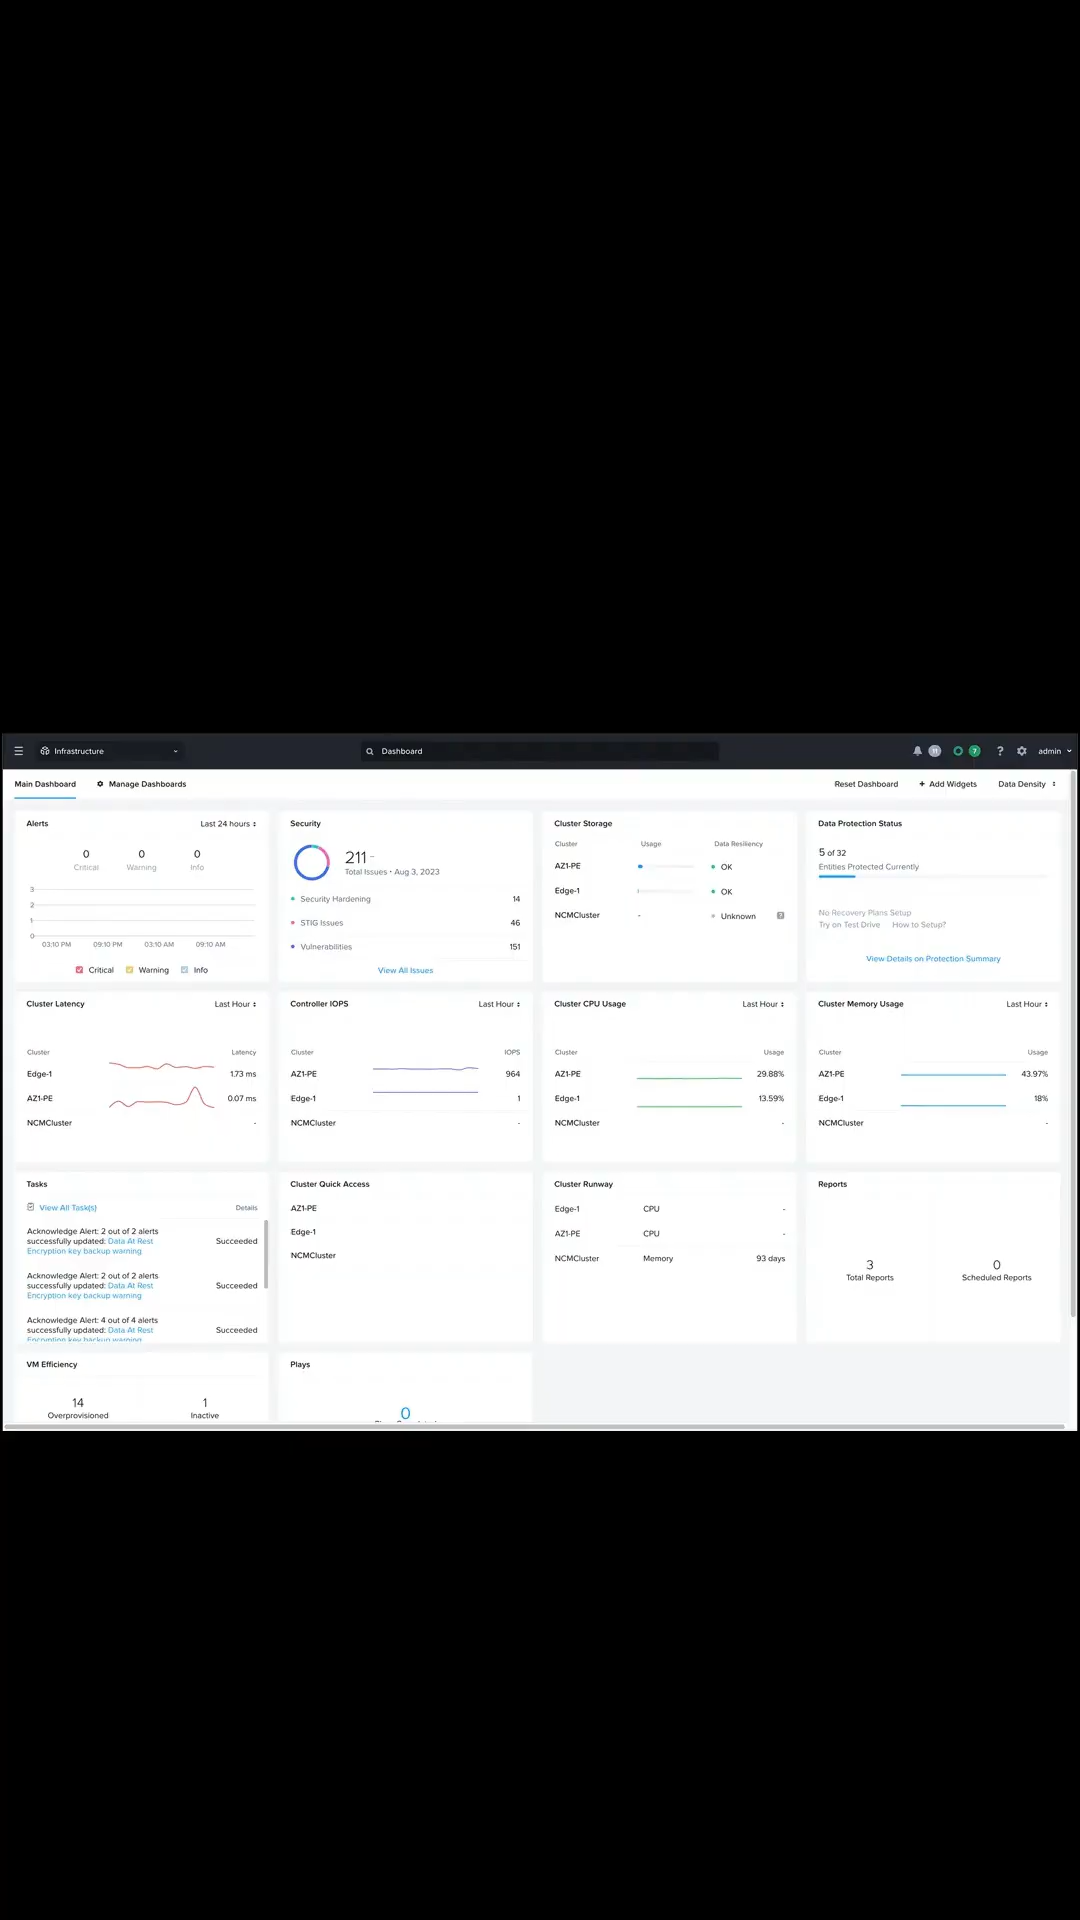 Infrastructure
Dashboard
11
7
?
admin
Main Dashboard
Manage Dashboards
Reset Dashboard
+ Add Widgets
Data Density
Alerts
Last 24 hours
0
0
0
Critical
Warning
Info
3
2
1
0
03:10 PM
09:10 PM
03:10 AM
09:10 AM
Critical
Warning
Info
Security
211 -
Total Issues • Aug 3, 2023
Security Hardening
14
STIG Issues
46
Vulnerabilities
151
View All Issues
Cluster Storage
Cluster
Usage
Data Resiliency
AZ1-PE
OK
Edge-1
OK
NCMCluster
-
Unknown
?
Data Protection Status
5 of 32
Entities Protected Currently
No Recovery Plans Setup
Try on Test Drive
How to Setup?
View Details on Protection Summary
Cluster Latency
Last Hour
Cluster
Latency
Edge-1
1.73 ms
AZ1-PE
0.07 ms
NCMCluster
-
Controller IOPS
Last Hour
Cluster
IOPS
AZ1-PE
964
Edge-1
1
NCMCluster
-
Cluster CPU Usage
Last Hour
Cluster
Usage
AZ1-PE
29.88%
Edge-1
13.59%
NCMCluster
-
Cluster Memory Usage
Last Hour
Cluster
Usage
AZ1-PE
43.97%
Edge-1
18%
NCMCluster
-
Tasks
View All Task(s)
Details
Acknowledge Alert: 2 out of 2 alerts
successfully updated: Data At Rest
Encryption key backup warning
Succeeded
Acknowledge Alert: 2 out of 2 alerts
successfully updated: Data At Rest
Encryption key backup warning
Succeeded
Acknowledge Alert: 4 out of 4 alerts
successfully updated: Data At Rest
Encryption key backup warning
Succeeded
Cluster Quick Access
AZ1-PE
Edge-1
NCMCluster
Cluster Runway
Edge-1
CPU
-
AZ1-PE
CPU
-
NCMCluster
Memory
93 days
Reports
3
Total Reports
0
Scheduled Reports
VM Efficiency
14
Overprovisioned
1
Inactive
Plays
0